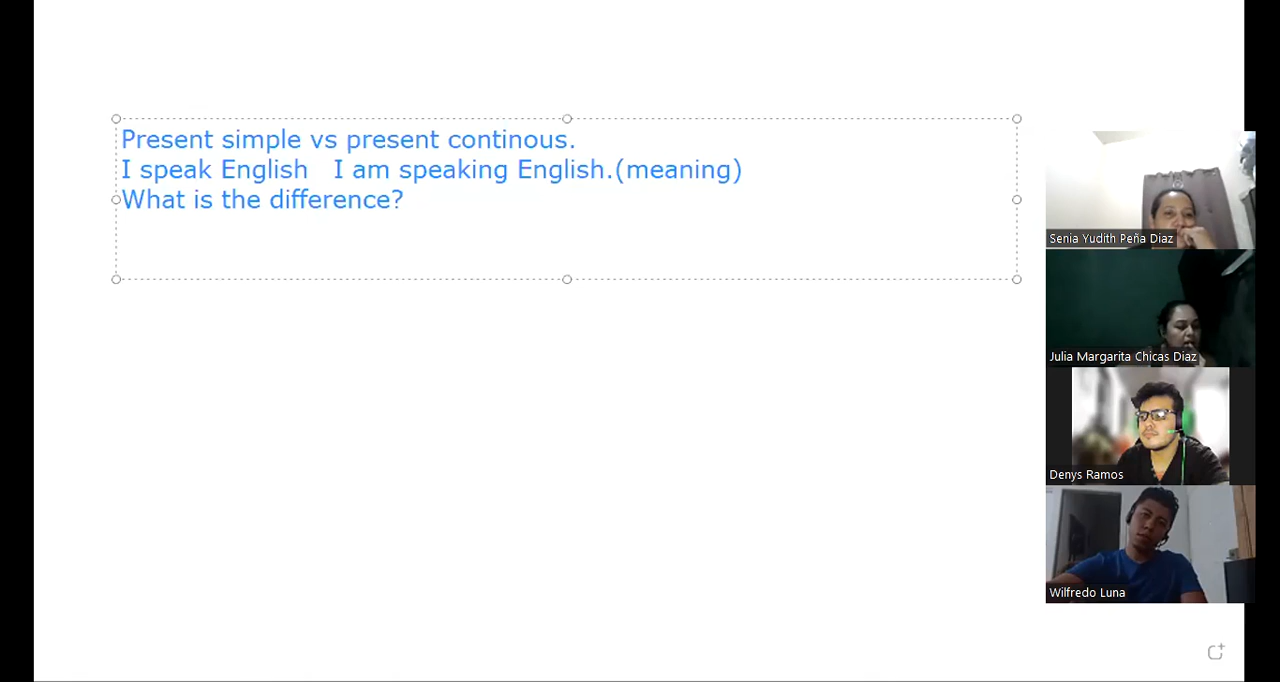 Present simple vs present continous.
I speak English   I am speaking English.(meaning)
What is the difference?
Senia Yudith Peña Diaz
Julia Margarita Chicas Diaz
Denys Ramos
Wilfredo Luna